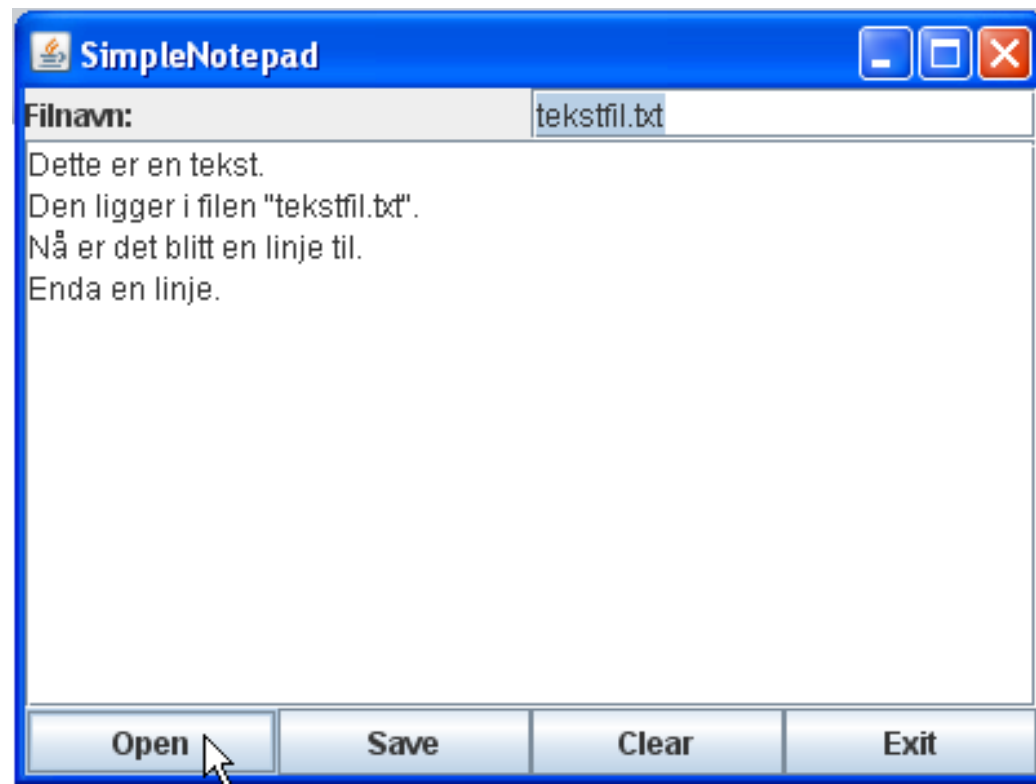 SimpleNotepad
Filnavn: tekstfil.txt
Dette er en tekst.
Den ligger i filen "tekstfil.txt".
Nå er det blitt en linje til.
Enda en linje.
Open Save Clear Exit